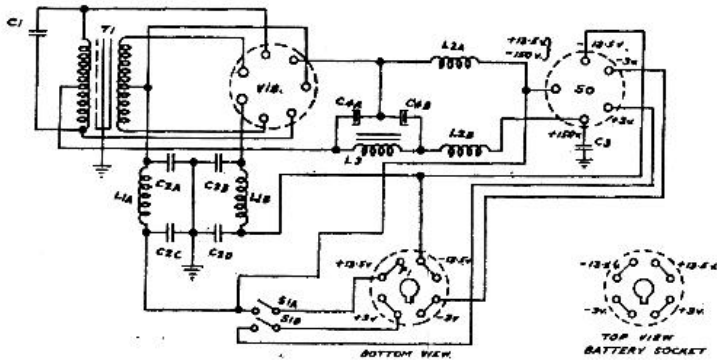 C1
T1
VIB.
C4A
C4B
L2A
L2B
L3
+13.5v.
-150v.
-13.5v.
-3v
SO
+3v
+150v
C3
C2A
C2B
L1A
L1B
C2C
C2D
S1A
S1B
+13.5v
P1
-13.5v.
+3v
-3v
BOTTOM VIEW.
-13.5v.
+13.5v.
-3v.
+3v.
TOP VIEW
BATTERY SOCKET